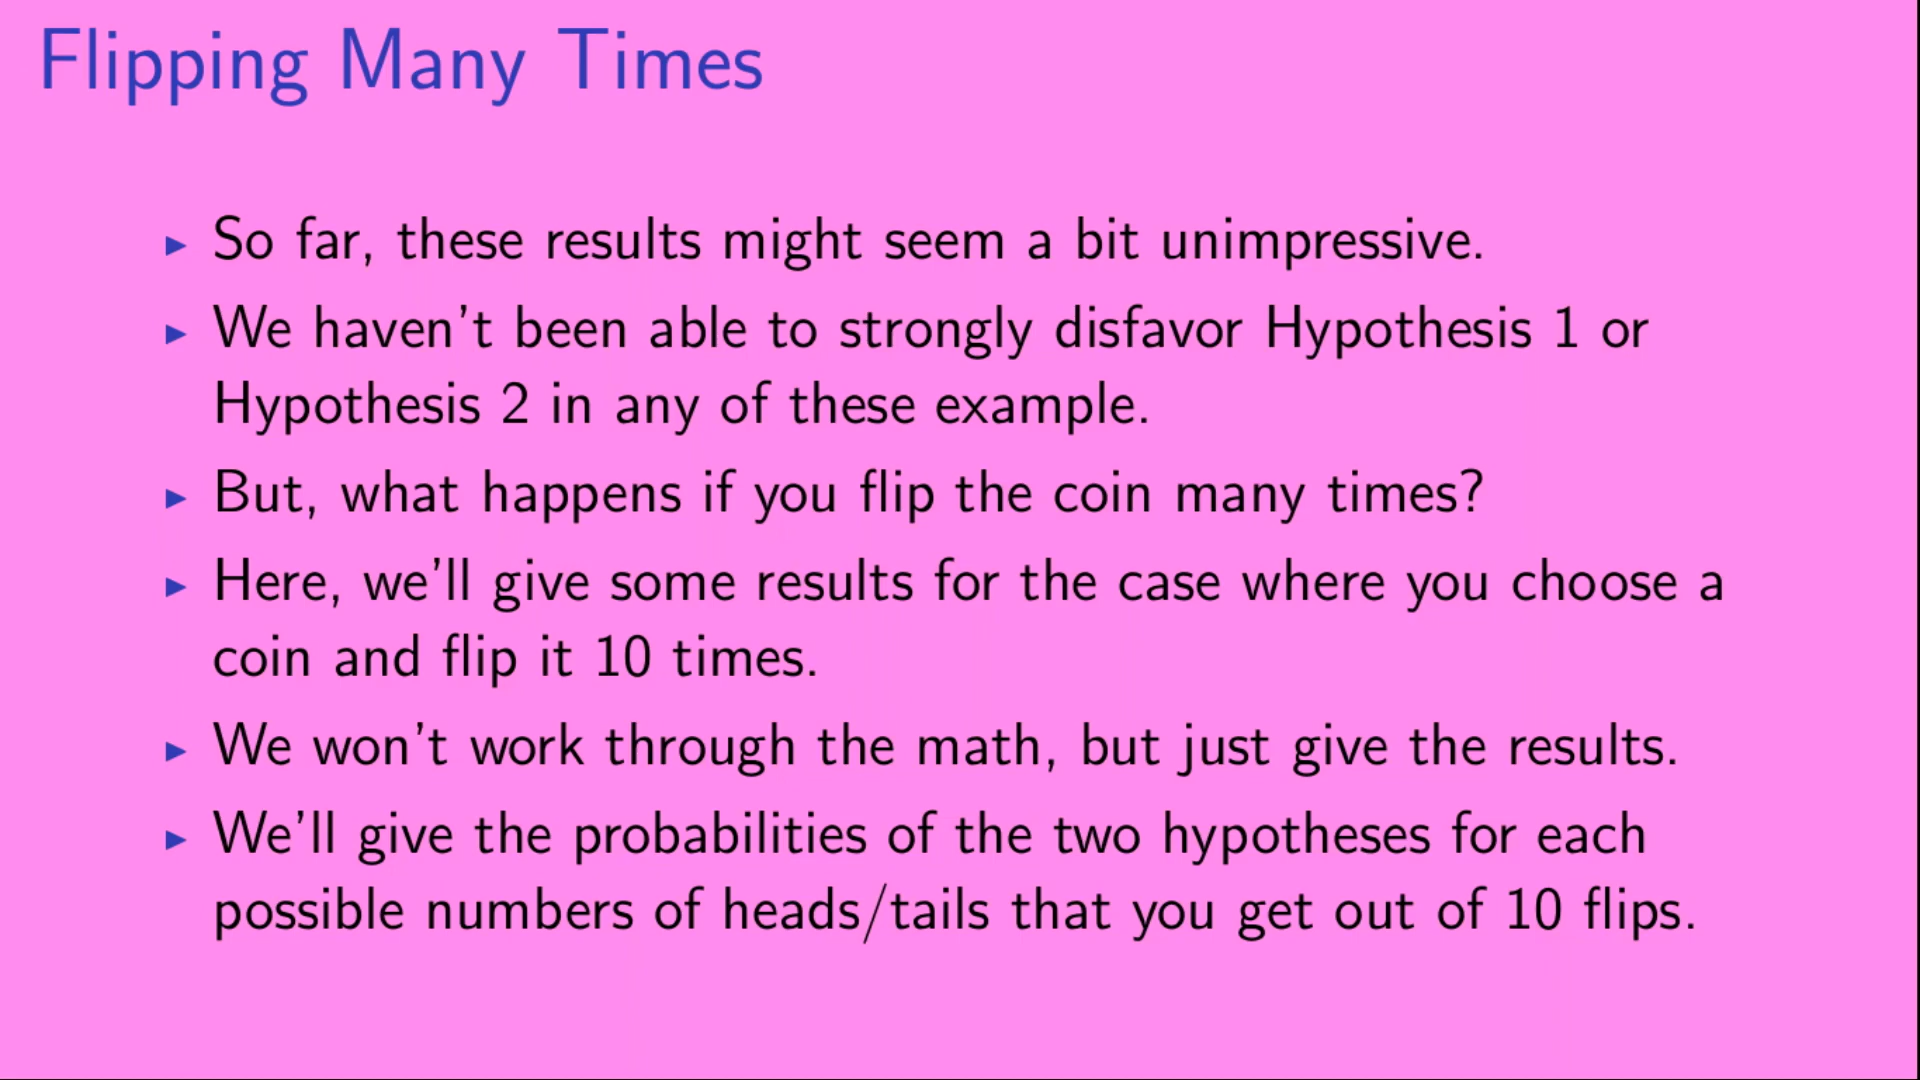 Flipping Many Times
▶ So far, these results might seem a bit unimpressive.
▶ We haven't been able to strongly disfavor Hypothesis 1 or
Hypothesis 2 in any of these example.
▶ But, what happens if you flip the coin many times?
▶ Here, we'll give some results for the case where you choose a
coin and flip it 10 times.
▶ We won't work through the math, but just give the results.
▶ We'll give the probabilities of the two hypotheses for each
possible numbers of heads/tails that you get out of 10 flips.